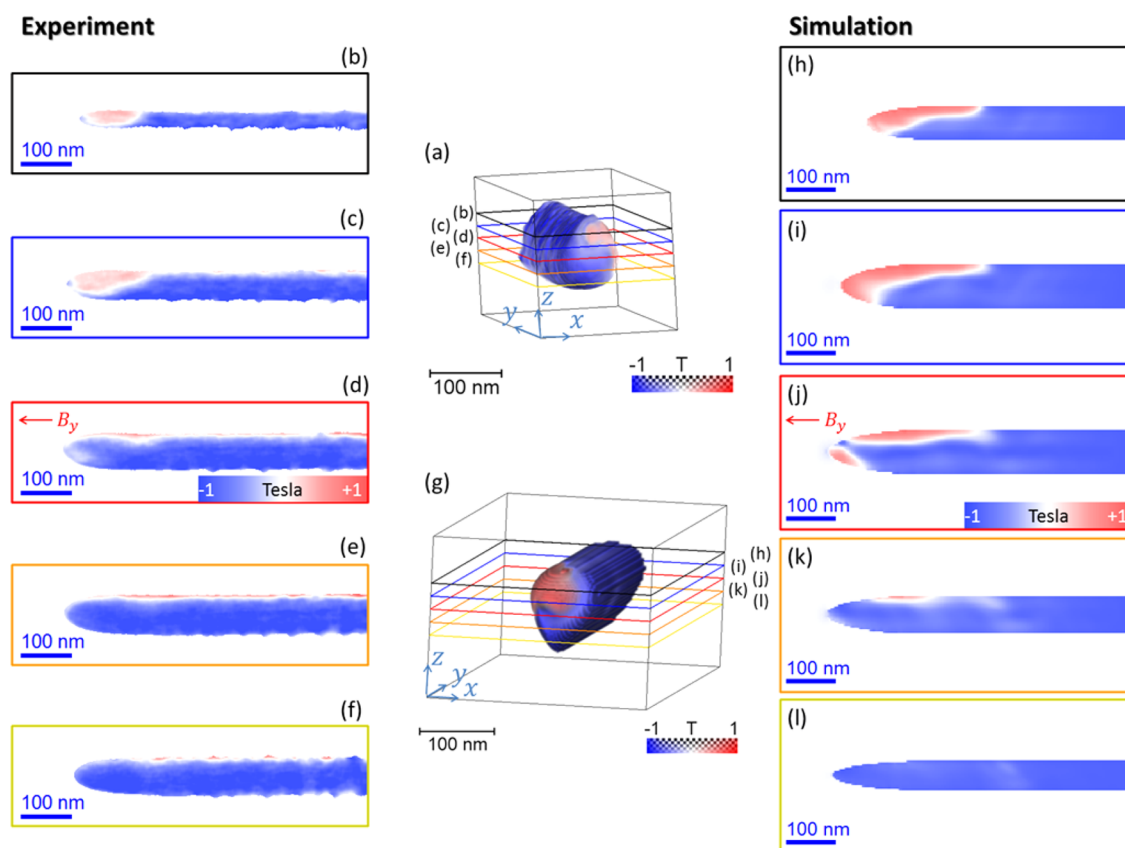 Experiment
(b)
100 nm
(c)
100 nm
(d)
B_y
100 nm
-1 Tesla +1
(e)
100 nm
(f)
100 nm
(a)
(b)
(c)
(d)
(e)
(f)
z
y
x
-1 T 1
100 nm
(g)
(h)
(i)
(j)
(k)
(l)
z
y
x
-1 T 1
100 nm
Simulation
(h)
100 nm
(i)
100 nm
(j)
B_y
100 nm
-1 Tesla +1
(k)
100 nm
(l)
100 nm